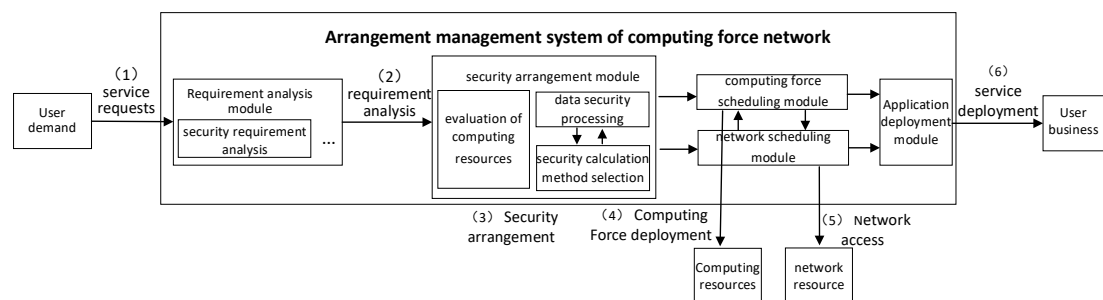 Arrangement management system of computing force network
（1）
service
requests
（2）
requirement
analysis
（6）
service
deployment
User
demand
Requirement analysis
module
security requirement
analysis
...
security arrangement module
evaluation of
computing
resources
data security
processing
security calculation
method selection
computing force
scheduling module
network scheduling
module
Application
deployment
module
User
business
（3） Security
arrangement
（4） Computing
Force deployment
（5） Network
access
Computing
resources
network
resource